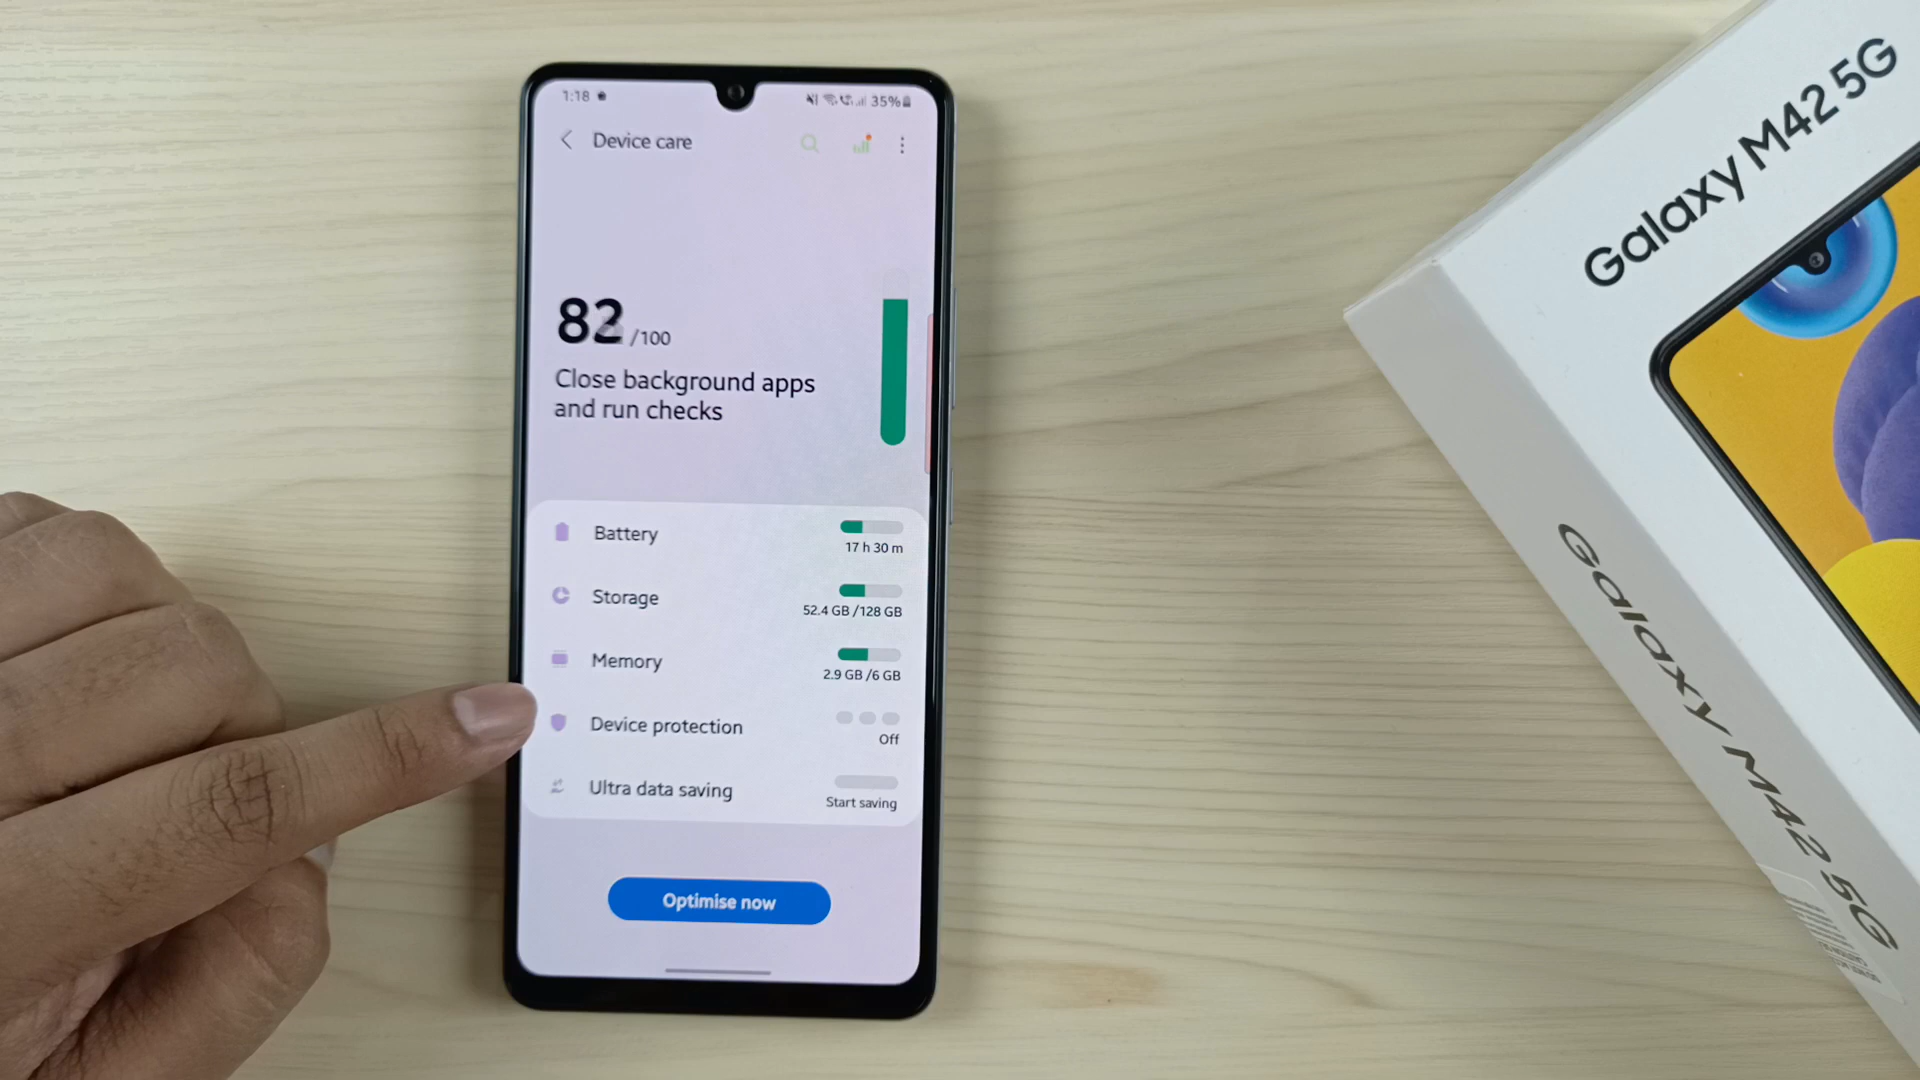 1:18
35%
Device care
82 /100
Close background apps
and run checks
Battery
17 h 30 m
Storage
52.4 GB /128 GB
Memory
2.9 GB /6 GB
Device protection
Off
Ultra data saving
Start saving
Optimise now
Galaxy M42 5G
Galaxy M42 5G